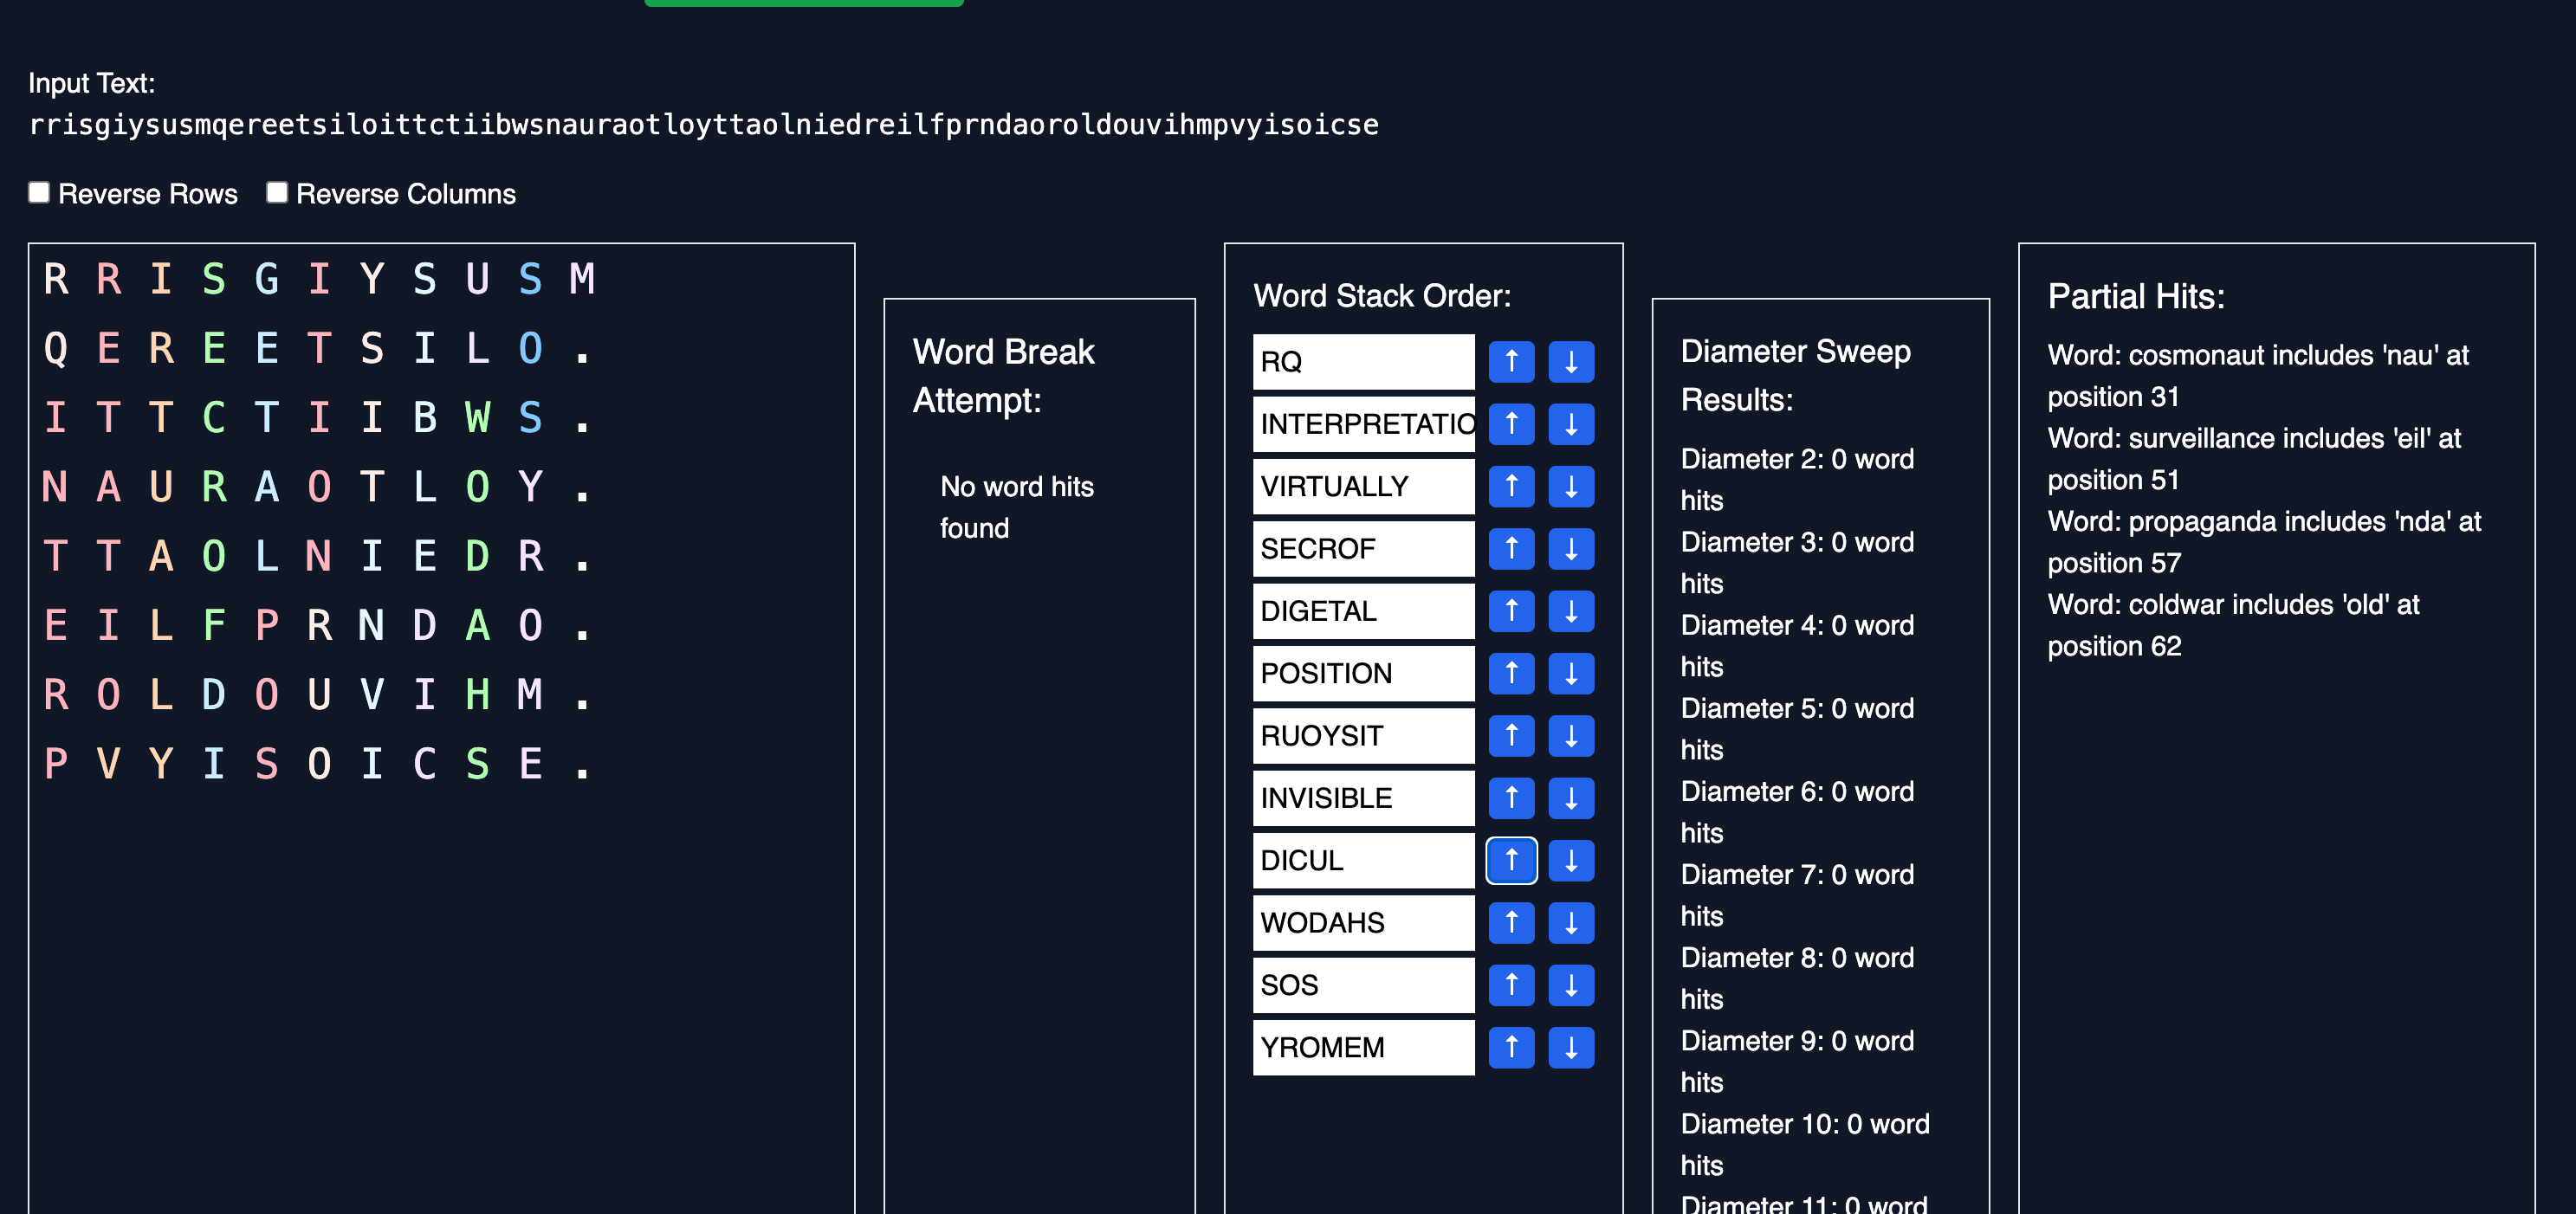 Input Text:
rrisgiysusmqereetsiloittctiibwsnauraotloyttaolniedreilfprndaoroldouvihmpvyisoicse
Reverse Rows
Reverse Columns
R R I S G I Y S U S M
Q E R E E T S I L O .
I T T C T I I B W S .
N A U R A O T L O Y .
T T A O L N I E D R .
E I L F P R N D A O .
R O L D O U V I H M .
P V Y I S O I C S E .
Word Break
Attempt:
No word hits
found
Word Stack Order:
RQ ↑ ↓
INTERPRETATIO ↑ ↓
VIRTUALLY ↑ ↓
SECROF ↑ ↓
DIGETAL ↑ ↓
POSITION ↑ ↓
RUOYSIT ↑ ↓
INVISIBLE ↑ ↓
DICUL ↑ ↓
WODAHS ↑ ↓
SOS ↑ ↓
YROMEM ↑ ↓
Diameter Sweep
Results:
Diameter 2: 0 word
hits
Diameter 3: 0 word
hits
Diameter 4: 0 word
hits
Diameter 5: 0 word
hits
Diameter 6: 0 word
hits
Diameter 7: 0 word
hits
Diameter 8: 0 word
hits
Diameter 9: 0 word
hits
Diameter 10: 0 word
hits
Diameter 11: 0 word
Partial Hits:
Word: cosmonaut includes 'nau' at
position 31
Word: surveillance includes 'eil' at
position 51
Word: propaganda includes 'nda' at
position 57
Word: coldwar includes 'old' at
position 62